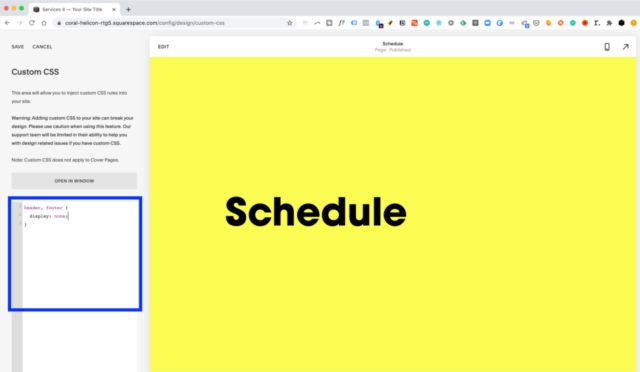 Services 4 — Your Site Title
coral-helicon-rtg5.squarespace.com/config/design/custom-css
SAVE CANCEL
EDIT
Schedule
Page · Published
Custom CSS
This area will allow you to inject custom CSS rules into
your site.
Warning: Adding custom CSS to your site can break your
design. Please use caution when using this feature. Our
support team will be limited in their ability to help you
with design related issues if you have custom CSS.
Note: Custom CSS does not apply to Cover Pages.
OPEN IN WINDOW
header, footer {
display: none;
}
Schedule